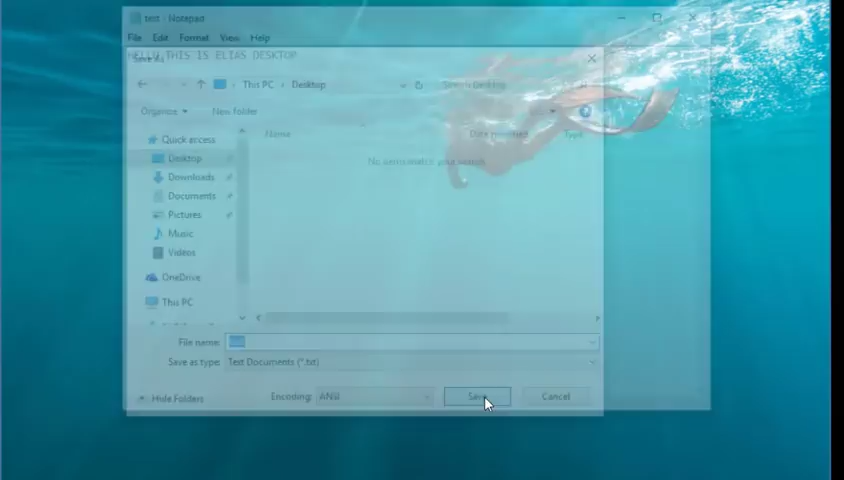 test - Notepad
File Edit Format View Help
HELLO THIS IS ELIAS DESKTOP
Save As
This PC Desktop Search Desktop
Organize New folder
Name Date modified Type
No items match your search.
Quick access
Desktop
Downloads
Documents
Pictures
Music
Videos
OneDrive
This PC
File name:
Save as type: Text Documents (*.txt)
Hide Folders Encoding: ANSI Save Cancel